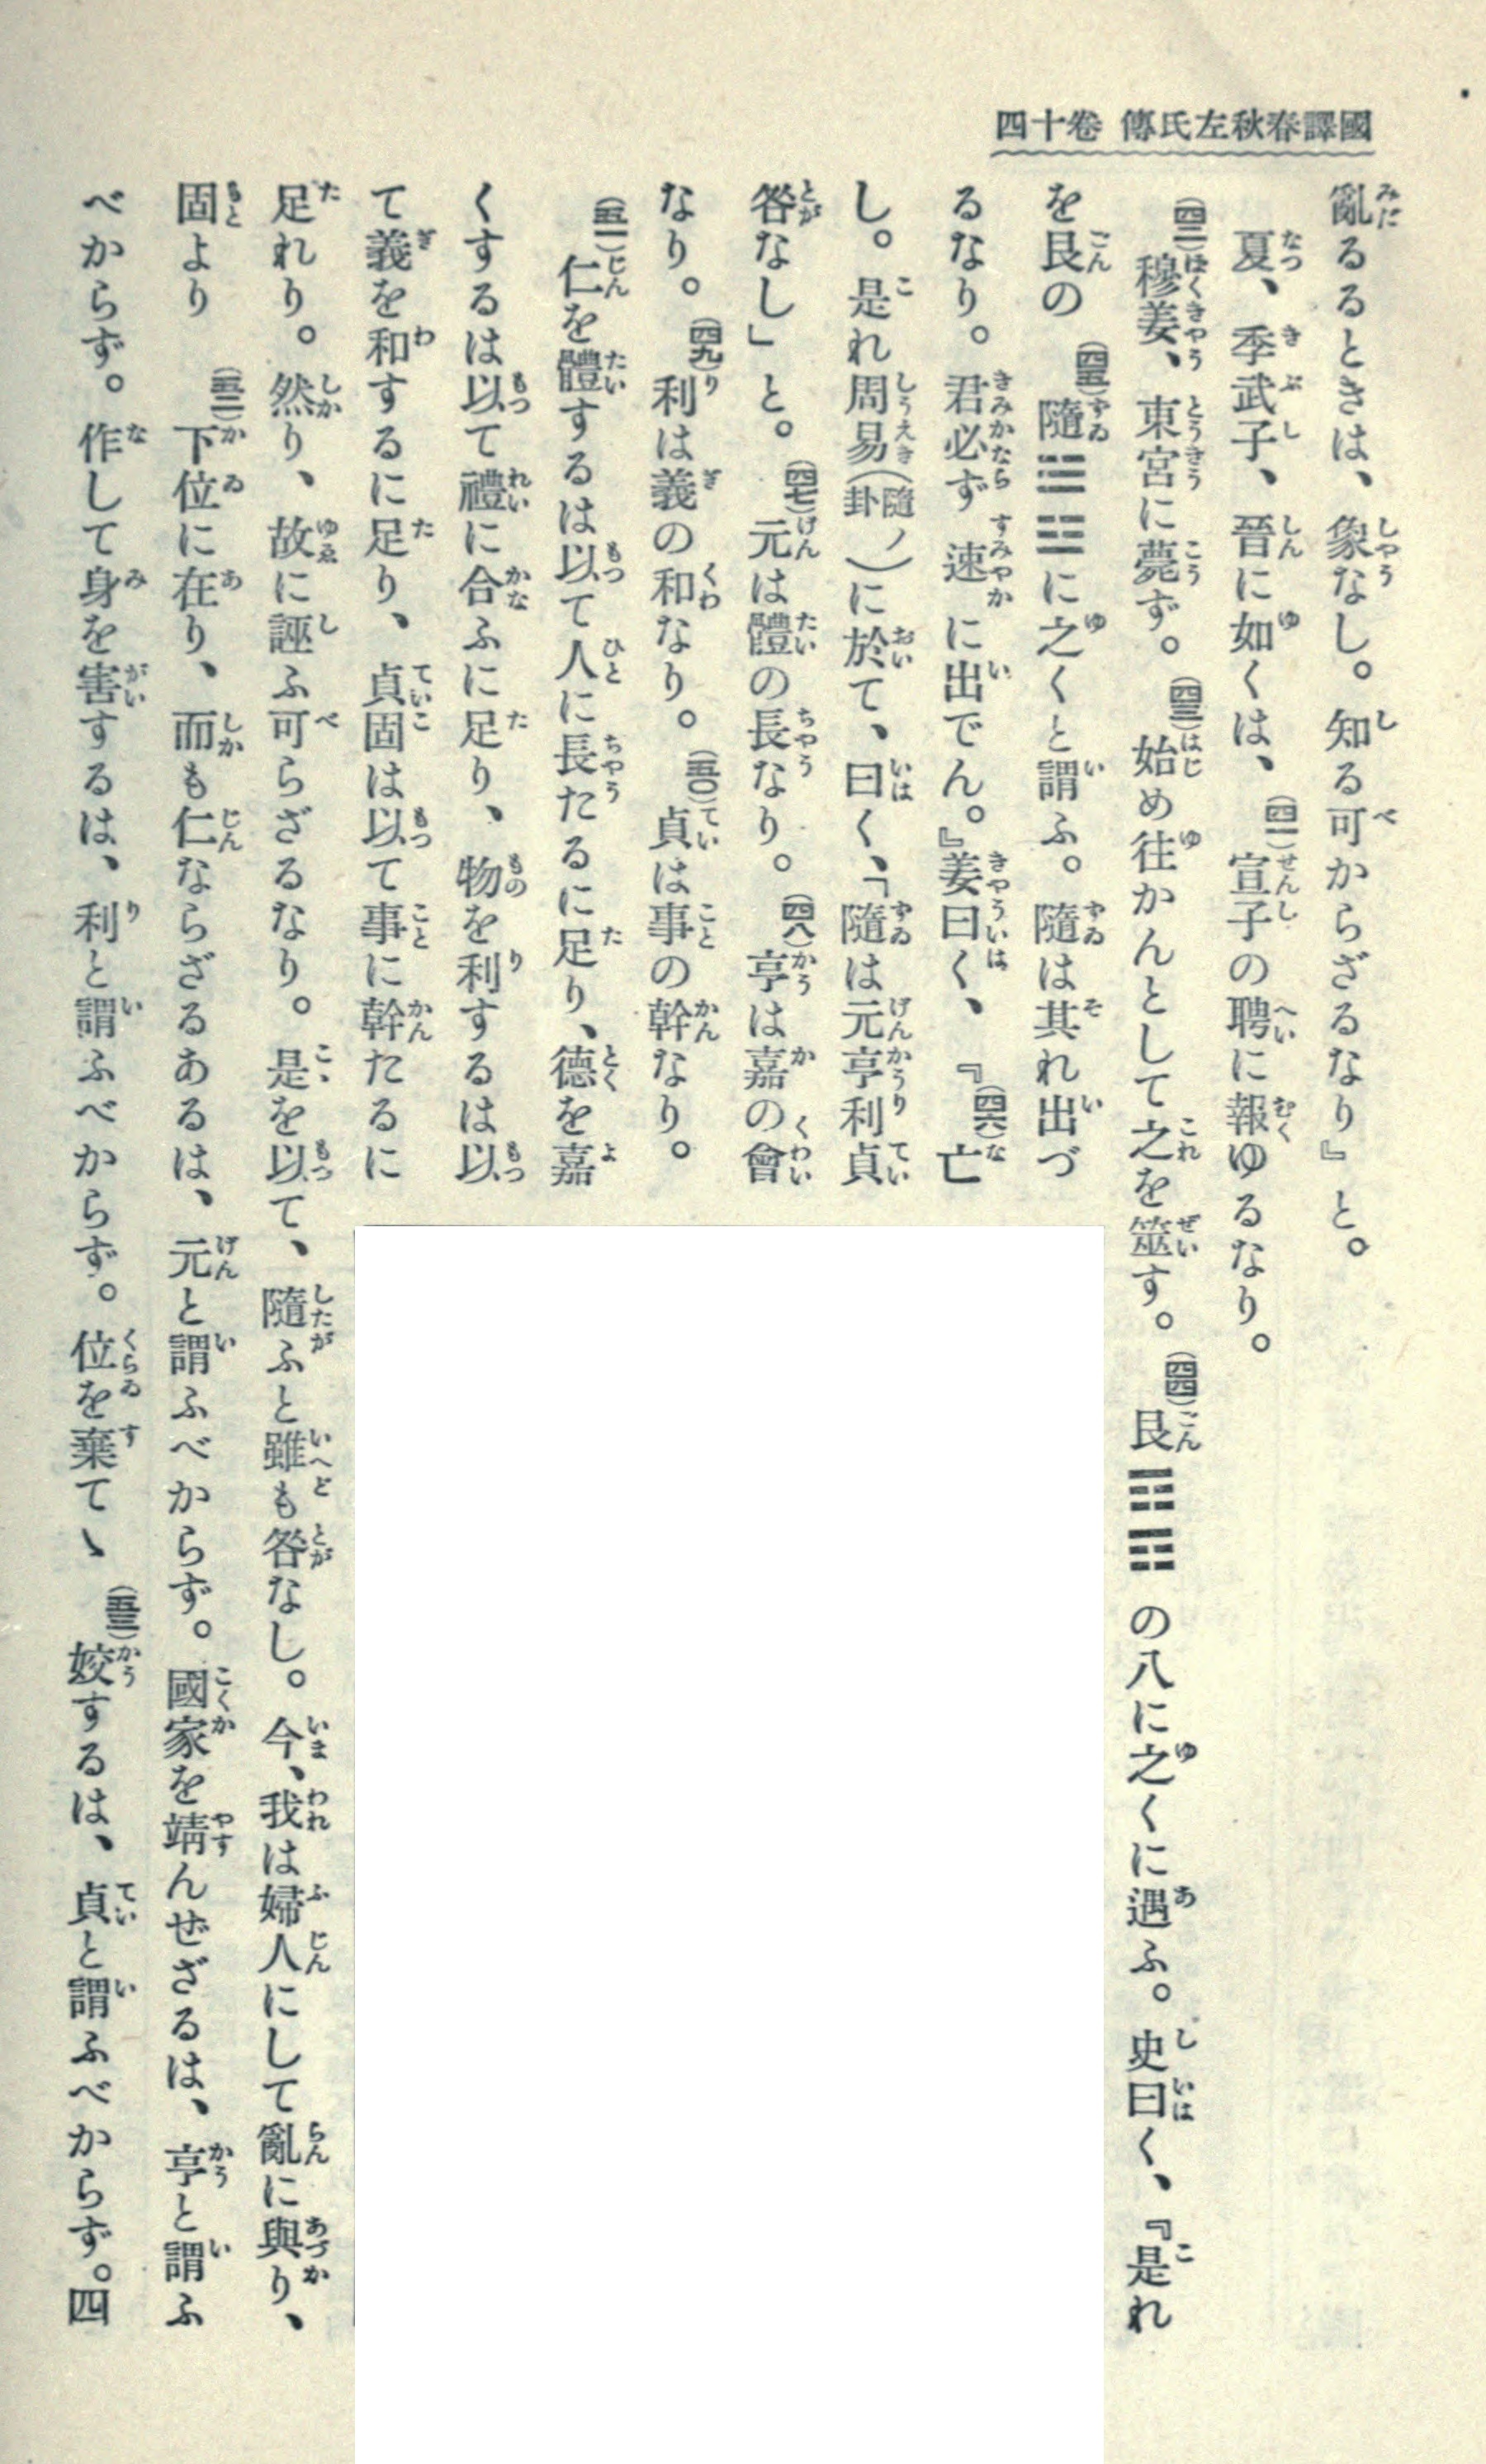 國譯春秋左氏傳 卷十四
亂るるときは、象なし。知る可からざるなり』と。
夏、季武子、晉に如くは、(四一)宣子の聘に報ゆるなり。
(四二)穆姜、東宮に薨ず。(四三)始め往かんとして之を筮す。(四四)艮䷳の八に之くに遇ふ。史曰く、『是れ
を艮の(四五)隨☱☳に之くと謂ふ。隨は其れ出づ
るなり。君必ず速かに出でん。』姜曰く、『(四六)亡
し。是れ周易(隨ノ卦)に於て、曰く、「隨は元亨利貞
咎なし」と。(四七)元は體の長なり。(四八)亨は嘉の會
なり。(四九)利は義の和なり。(五〇)貞は事の幹なり。
(五一)仁を體するは以て人に長たるに足り、德を嘉
くするは以て禮に合ふに足り、物を利するは以
て義を和するに足り、貞固は以て事に幹たるに
足れり。然り、故に誣ふ可らざるなり。是を以て、隨ふと雖も咎なし。今、我は婦人にして亂に與り、
固より(五二)下位に在り、而も仁ならざるあるは、元と謂ふべからず。國家を靖んぜざるは、亨と謂ふ
べからず。作して身を害するは、利と謂ふべからず。位を棄てヽ(五三)姣するは、貞と謂ふべからず。四